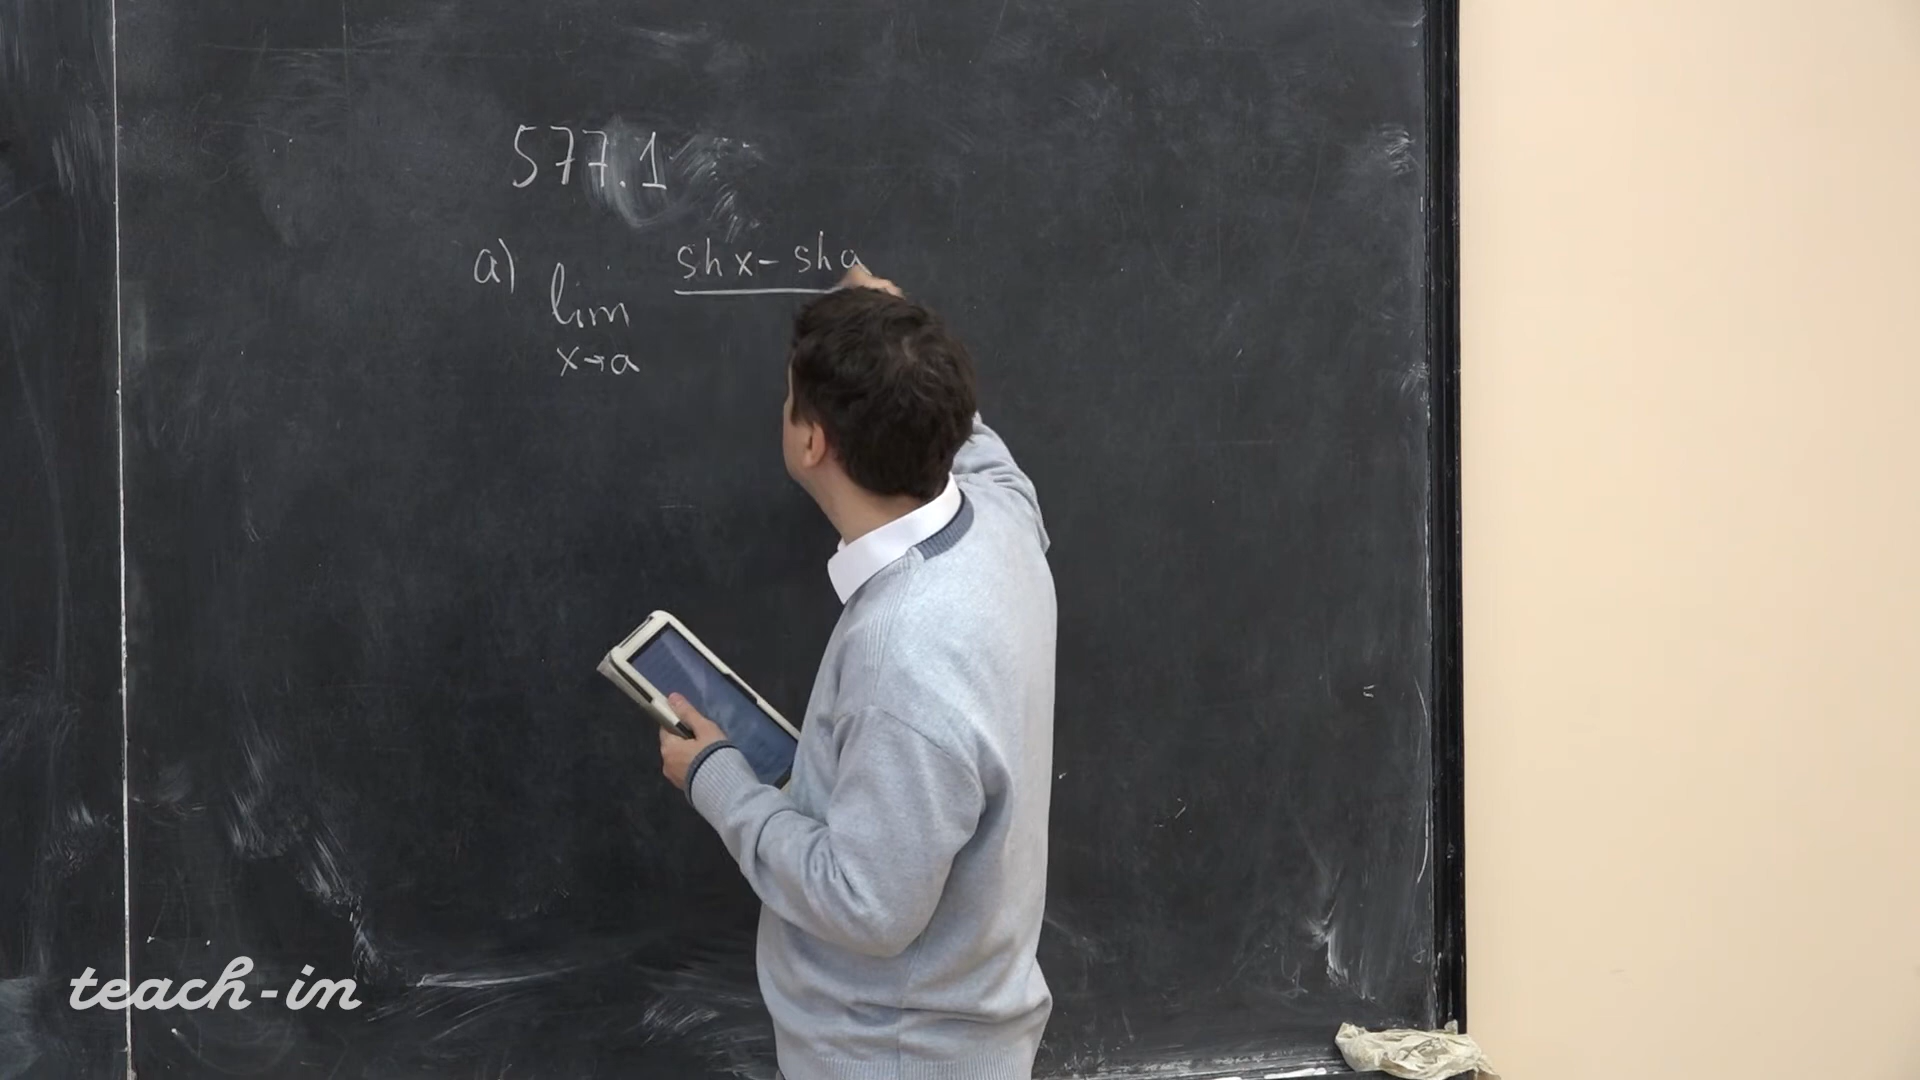 577.1
a) lim sh x - sh a
x→a
teach-in